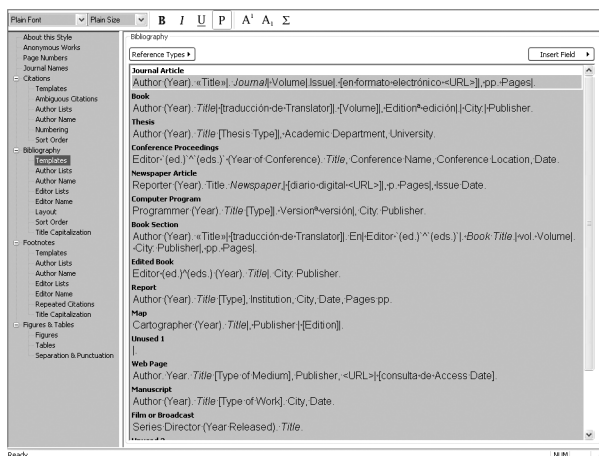 Plain Font Plain Size B I U P A¹ A₁ Σ
About this Style
Anonymous Works
Page Numbers
Journal Names
Citations
Templates
Ambiguous Citations
Author Lists
Author Name
Numbering
Sort Order
Bibliography
Templates
Author Lists
Author Name
Editor Lists
Editor Name
Layout
Sort Order
Title Capitalization
Footnotes
Templates
Author Lists
Author Name
Editor Lists
Editor Name
Repeated Citations
Title Capitalization
Figures & Tables
Figures
Tables
Separation & Punctuation
Bibliography
Reference Types Insert Field
Journal Article
Author·(Year).·«Title»|.·Journal|·Volume|.Issue|,·[en·formato·electrónico·<URL>]|,·pp.·Pages|.
Book
Author·(Year).·Title|·[traducción·de·Translator]|.·[Volume]|,·Editionª·edición|,|·City:|·Publisher.
Thesis
Author·(Year).·Title·[Thesis·Type]|,·Academic·Department,·University.
Conference Proceedings
Editor·`(ed.)`^`(eds.)`·(Year·of·Conference).·Title,·Conference·Name,·Conference·Location,·Date.
Newspaper Article
Reporter·(Year).·Title.·Newspaper,|·[diario·digital·<URL>]|,·p.·Pages|,·Issue·Date.
Computer Program
Programmer·(Year).·Title·[Type]|,·Versionª·versión|,·City:·Publisher.
Book Section
Author·(Year).·«Title»|·[traducción·de·Translator]|.·En|·Editor·`(ed.)`^`(eds.)`|.·Book·Title.|·vol.·Volume|.
·City:·Publisher|,·pp.·Pages|.
Edited Book
Editor·(ed.)^(eds.)·(Year).·Title|.·City:·Publisher.
Report
Author·(Year).·Title·[Type],·Institution,·City,·Date,·Pages·pp.
Map
Cartographer·(Year).·Title|,·Publisher·|·[Edition]|.
Unused 1
|.
Web Page
Author.·Year.·Title·[Type·of·Medium],·Publisher,·<URL>|·[consulta·de·Access·Date].
Manuscript
Author·(Year).·Title·[Type·of·Work].·City,·Date.
Film or Broadcast
Series·Director·(Year·Released).·Title.
Unused 2
Ready NUM